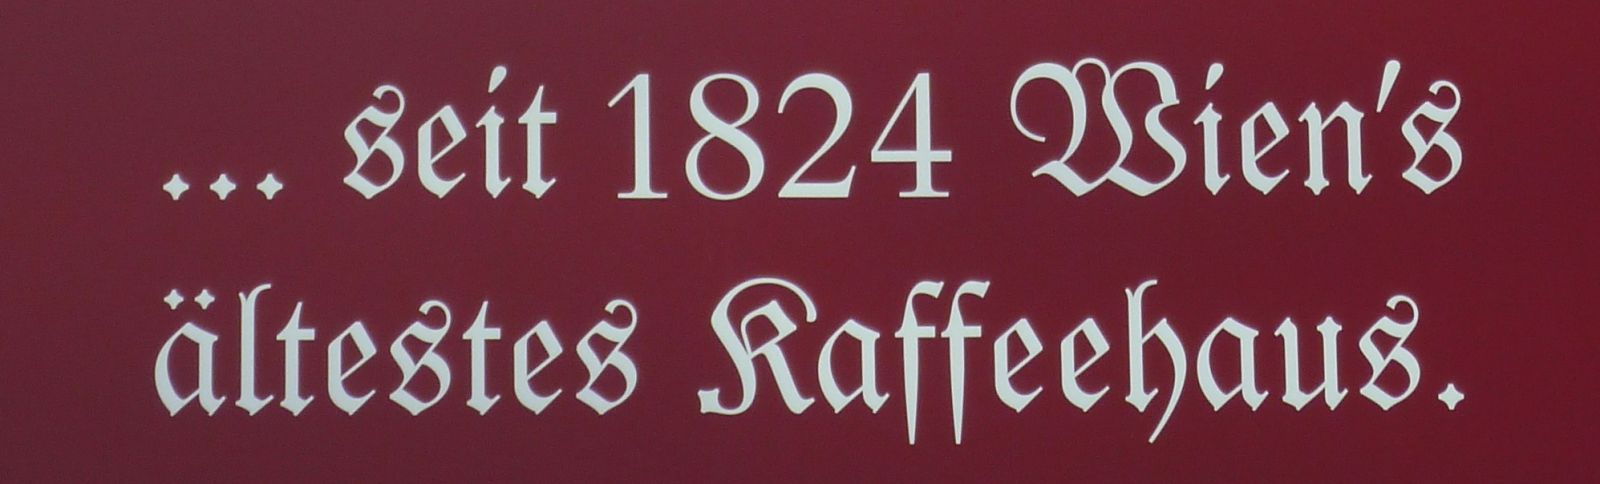 ... seit 1824 Wien's
ältestes Kaffeehaus.